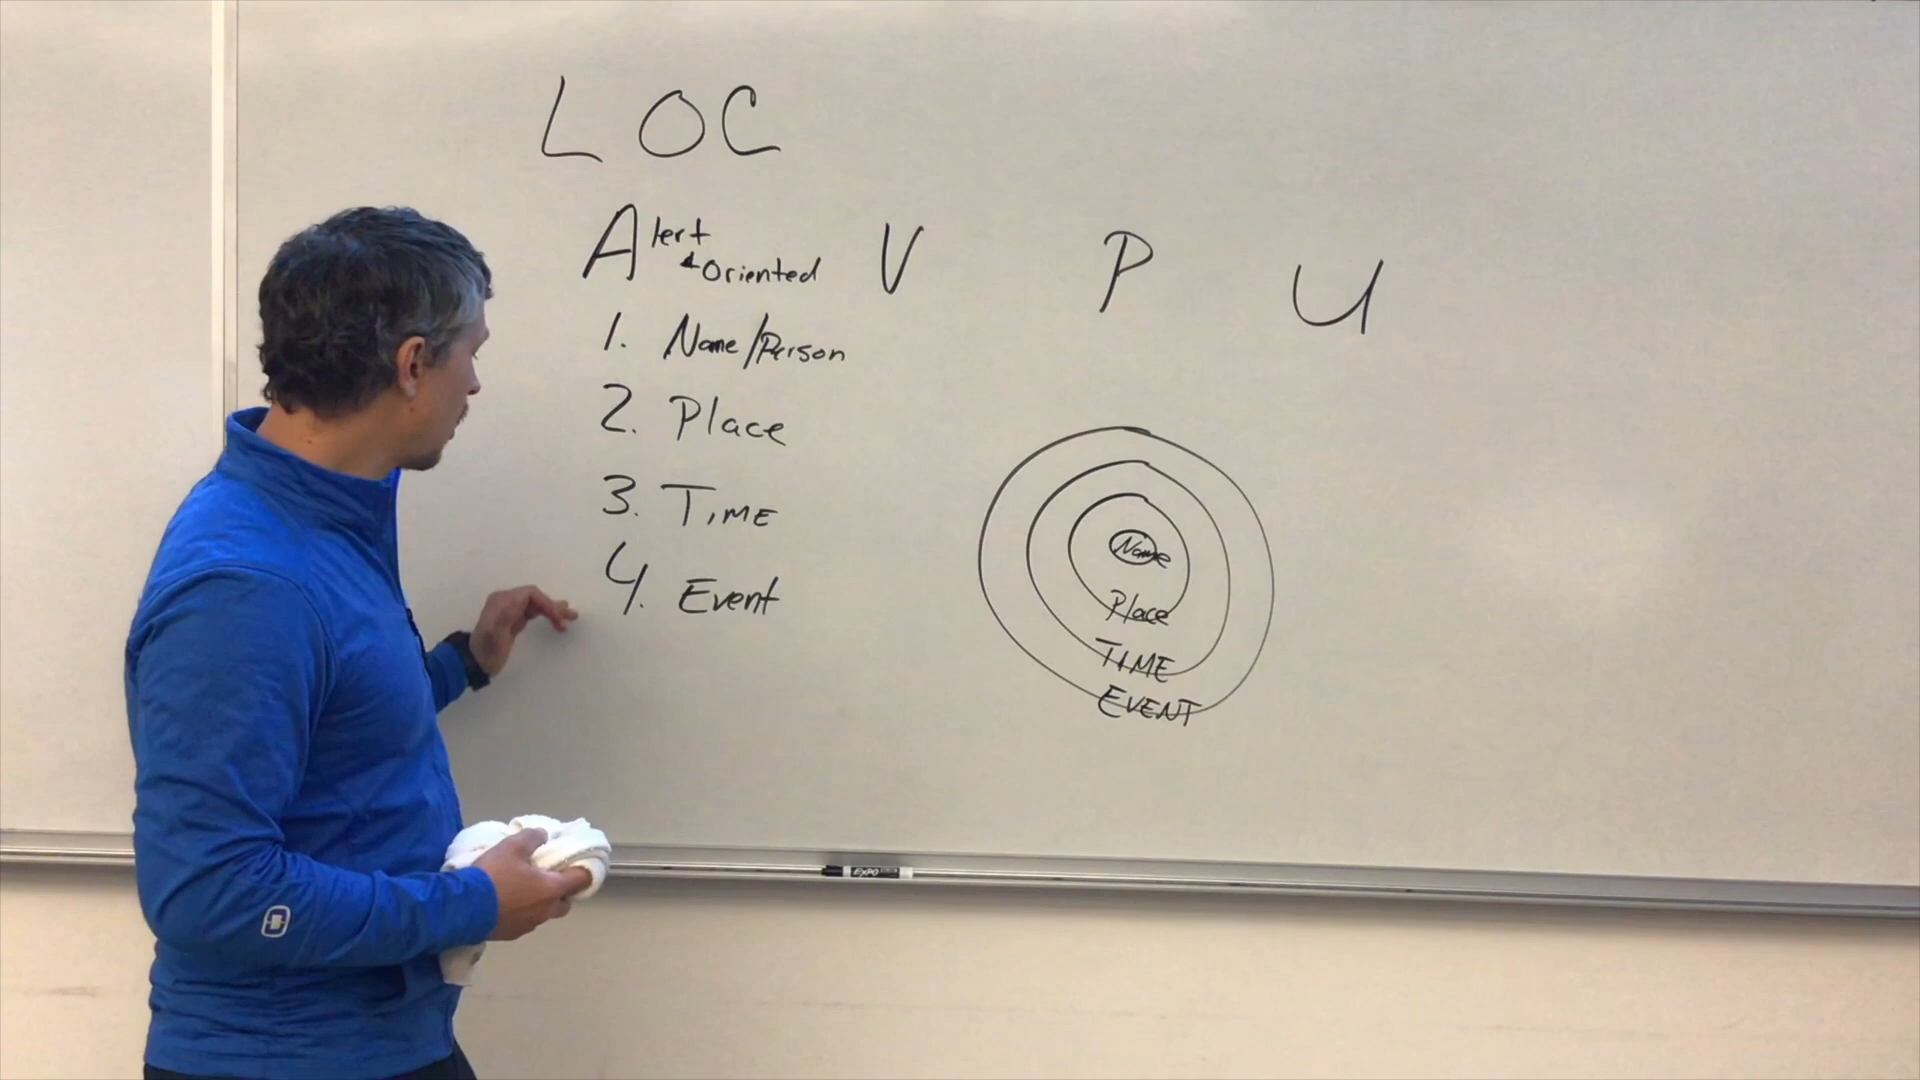 LOC
Alert & Oriented V P U
1. Name/Person
2. Place
3. TIME
4. Event
Name
Place
TIME
EVENT
EXPO